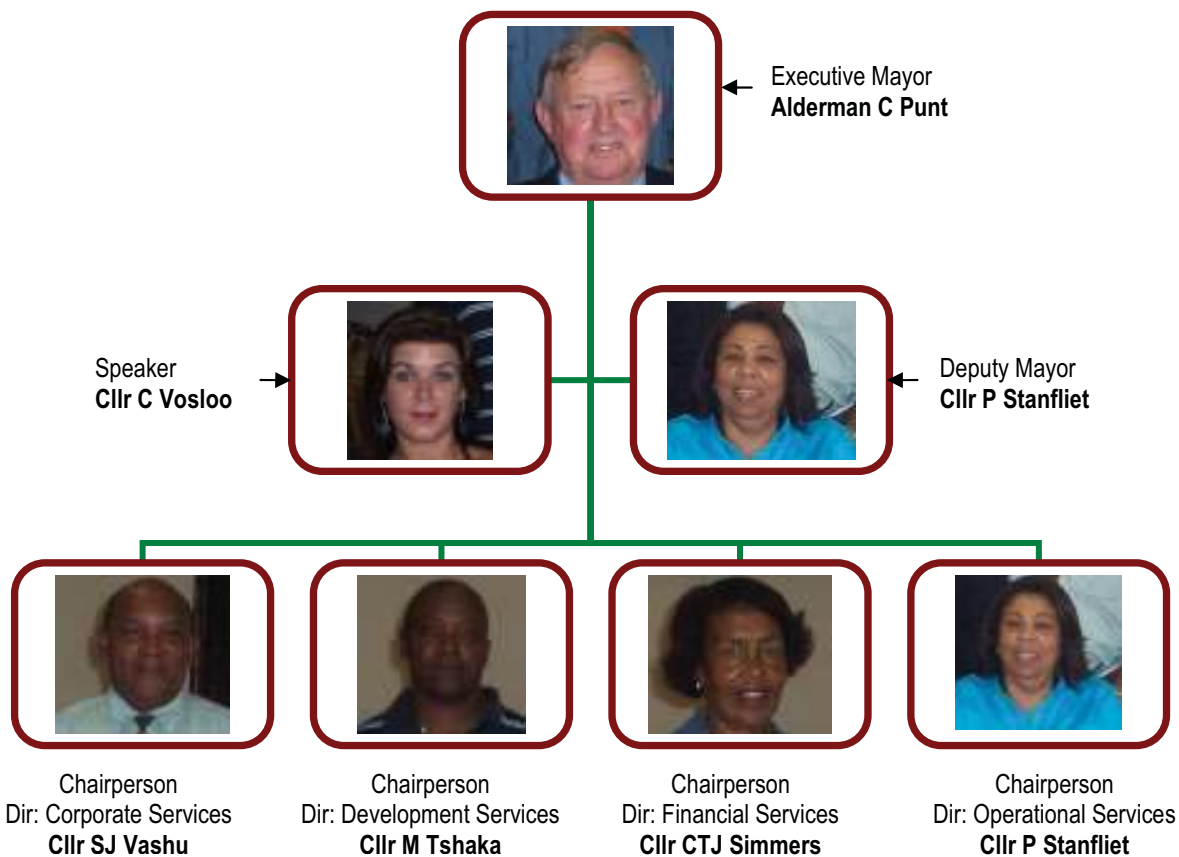 Executive Mayor
Alderman C Punt
Speaker
Cllr C Vosloo
Deputy Mayor
Cllr P Stanfliet
Chairperson
Dir: Corporate Services
Cllr SJ Vashu
Chairperson
Dir: Development Services
Cllr M Tshaka
Chairperson
Dir: Financial Services
Cllr CTJ Simmers
Chairperson
Dir: Operational Services
Cllr P Stanfliet